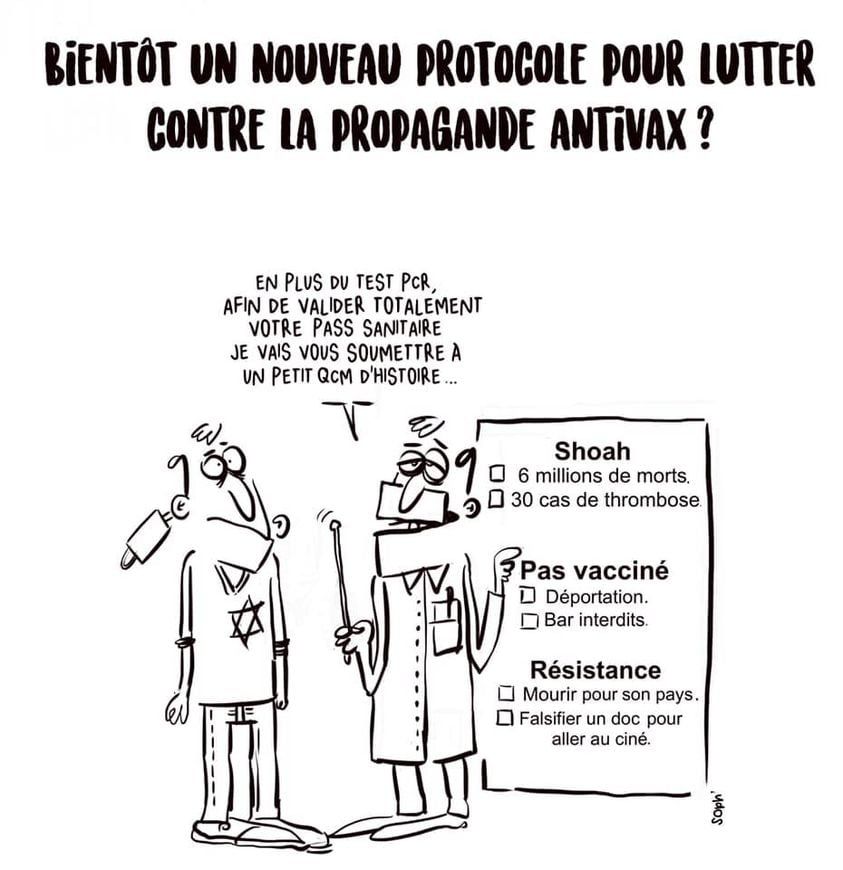 BiENTÔT UN NOUVEAU PROTOCOLE POUR LUTTER
CONTRE LA PROPAGANDE ANTiVAX ?
EN PLUS DU TEST PCR,
AFIN DE VALIDER TOTALEMENT
VOTRE PASS SANITAIRE
JE VAIS VOUS SOUMETTRE À
UN PETIT QCM D'HISTOIRE...
Shoah
6 millions de morts.
30 cas de thrombose.
Pas vacciné
Déportation.
Bar interdits.
Résistance
Mourir pour son pays.
Falsifier un doc pour
aller au ciné.
SOph'